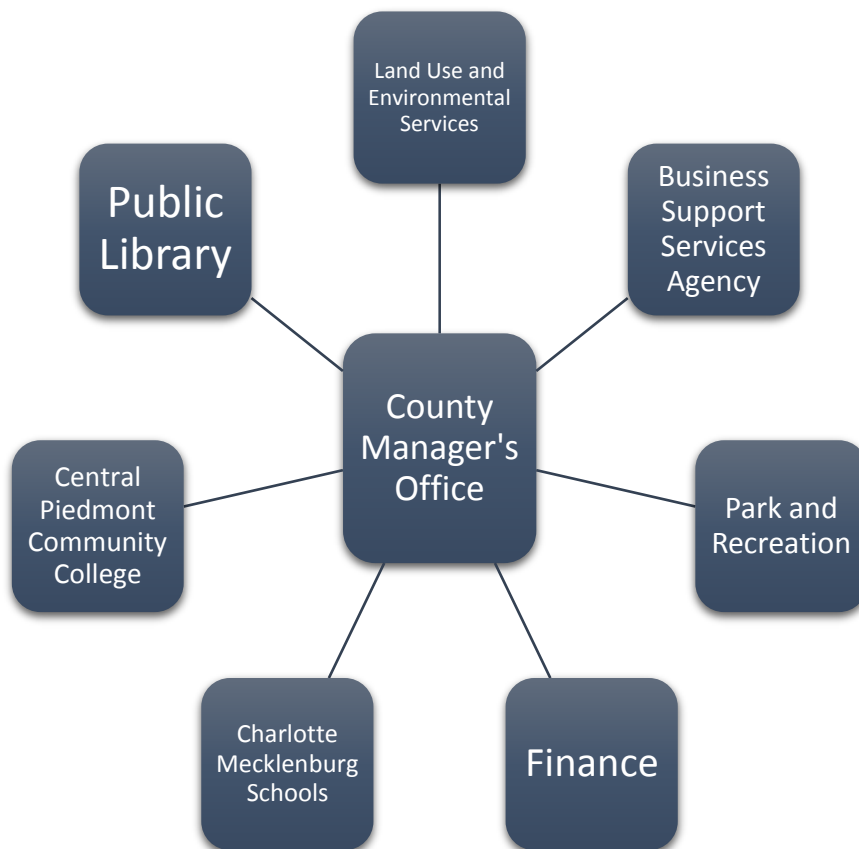 Land Use and
Environmental
Services
Public
Library
Business
Support
Services
Agency
County
Manager's
Office
Central
Piedmont
Community
College
Park and
Recreation
Charlotte
Mecklenburg
Schools
Finance